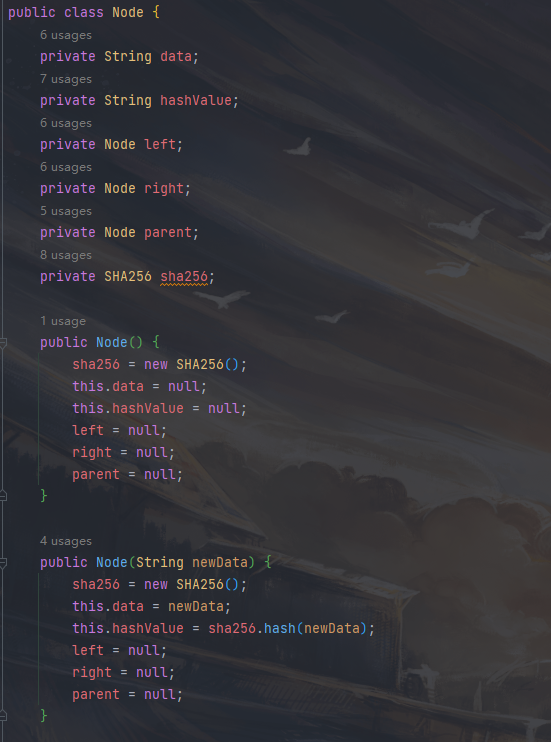 public class Node {
6 usages
private String data;
7 usages
private String hashValue;
6 usages
private Node left;
6 usages
private Node right;
5 usages
private Node parent;
8 usages
private SHA256 sha256;
1 usage
public Node() {
sha256 = new SHA256();
this.data = null;
this.hashValue = null;
left = null;
right = null;
parent = null;
}
4 usages
public Node(String newData) {
sha256 = new SHA256();
this.data = newData;
this.hashValue = sha256.hash(newData);
left = null;
right = null;
parent = null;
}